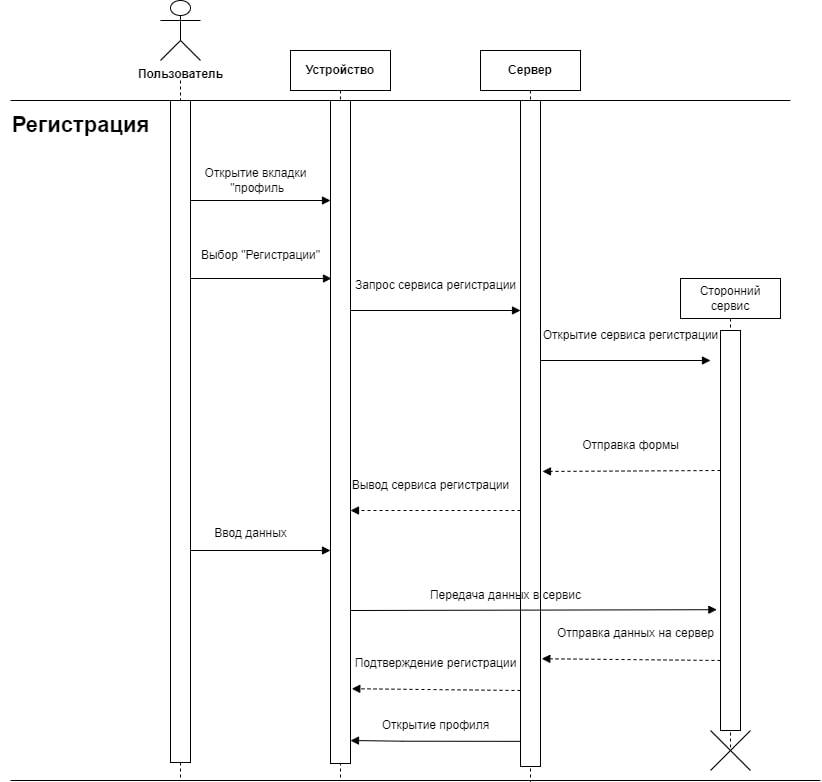 Пользователь
Устройство
Сервер
Регистрация
Открытие вкладки
"профиль
Выбор "Регистрации"
Запрос сервиса регистрации
Сторонний
сервис
Открытие сервиса регистрации
Отправка формы
Вывод сервиса регистрации
Ввод данных
Передача данных в сервис
Отправка данных на сервер
Подтверждение регистрации
Открытие профиля